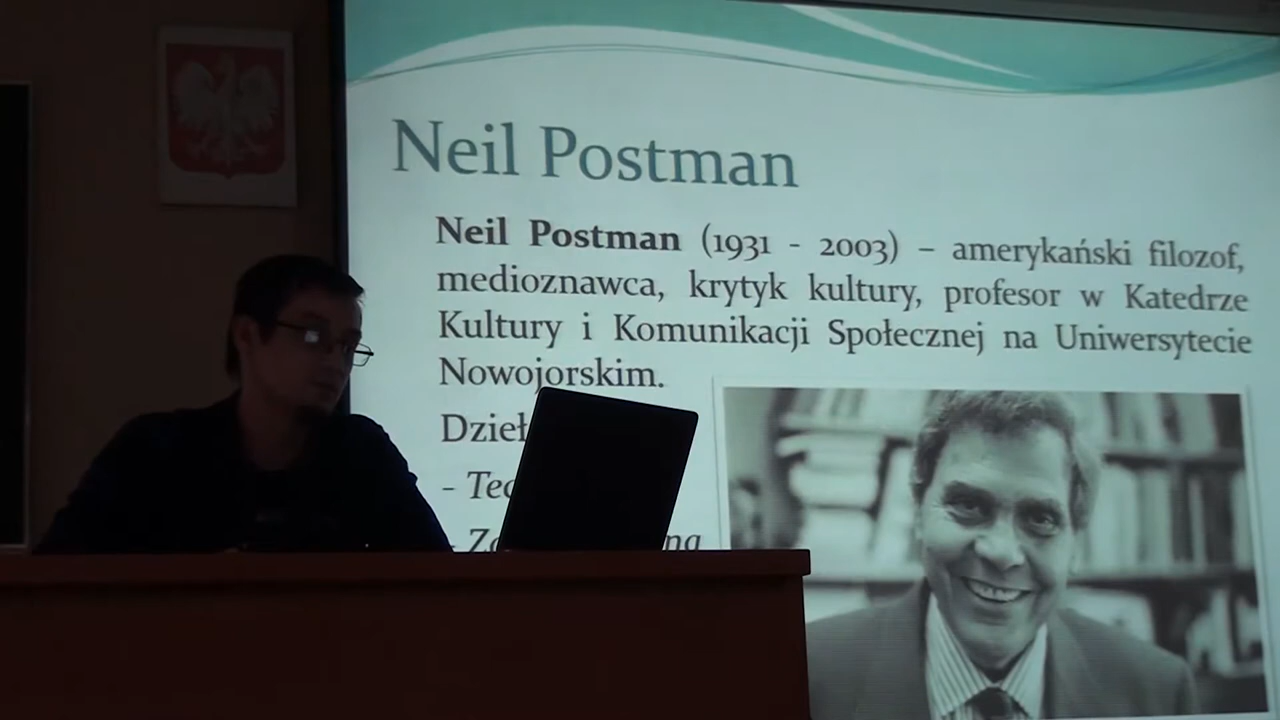 Neil Postman
Neil Postman (1931 - 2003) – amerykański filozof,
medioznawca, krytyk kultury, profesor w Katedrze
Kultury i Komunikacji Społecznej na Uniwersytecie
Nowojorskim.